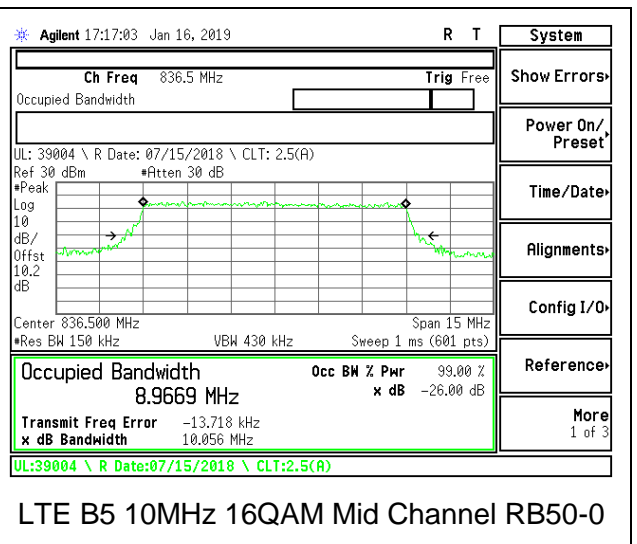 Agilent 17:17:03 Jan 16, 2019 R T System
Ch Freq 836.5 MHz Trig Free
Occupied Bandwidth
Show Errors
Power On/
Preset
UL: 39004 \ R Date: 07/15/2018 \ CLT: 2.5(A)
Ref 30 dBm #Atten 30 dB
#Peak
Log
10
dB/
Offst
10.2
dB
Time/Date
Alignments
Config I/O
Center 836.500 MHz Span 15 MHz
#Res BW 150 kHz VBW 430 kHz Sweep 1 ms (601 pts)
Occupied Bandwidth Occ BW % Pwr 99.00 %
8.9669 MHz x dB -26.00 dB
Transmit Freq Error -13.718 kHz
x dB Bandwidth 10.056 MHz
Reference
More
1 of 3
UL:39004 \ R Date:07/15/2018 \ CLT:2.5(A)
LTE B5 10MHz 16QAM Mid Channel RB50-0